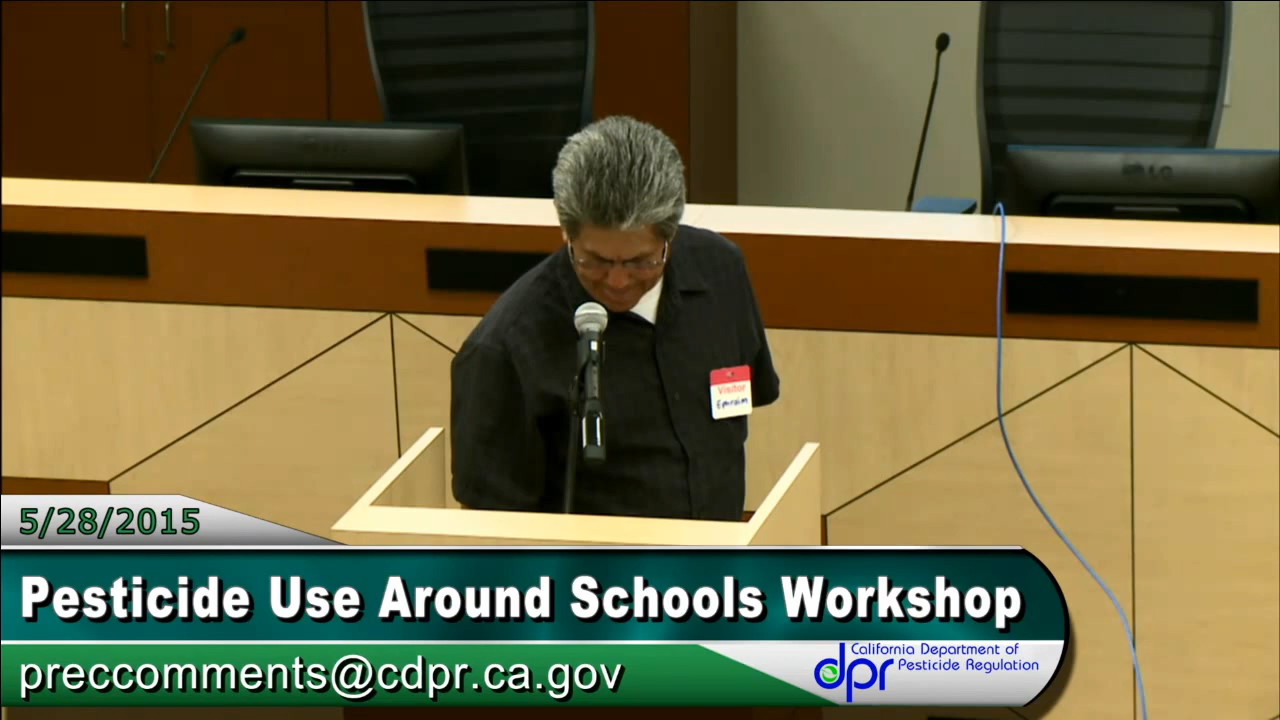 LG
Visitor
Ephraim
5/28/2015
Pesticide Use Around Schools Workshop
preccomments@cdpr.ca.gov
dpr
California Department of
Pesticide Regulation